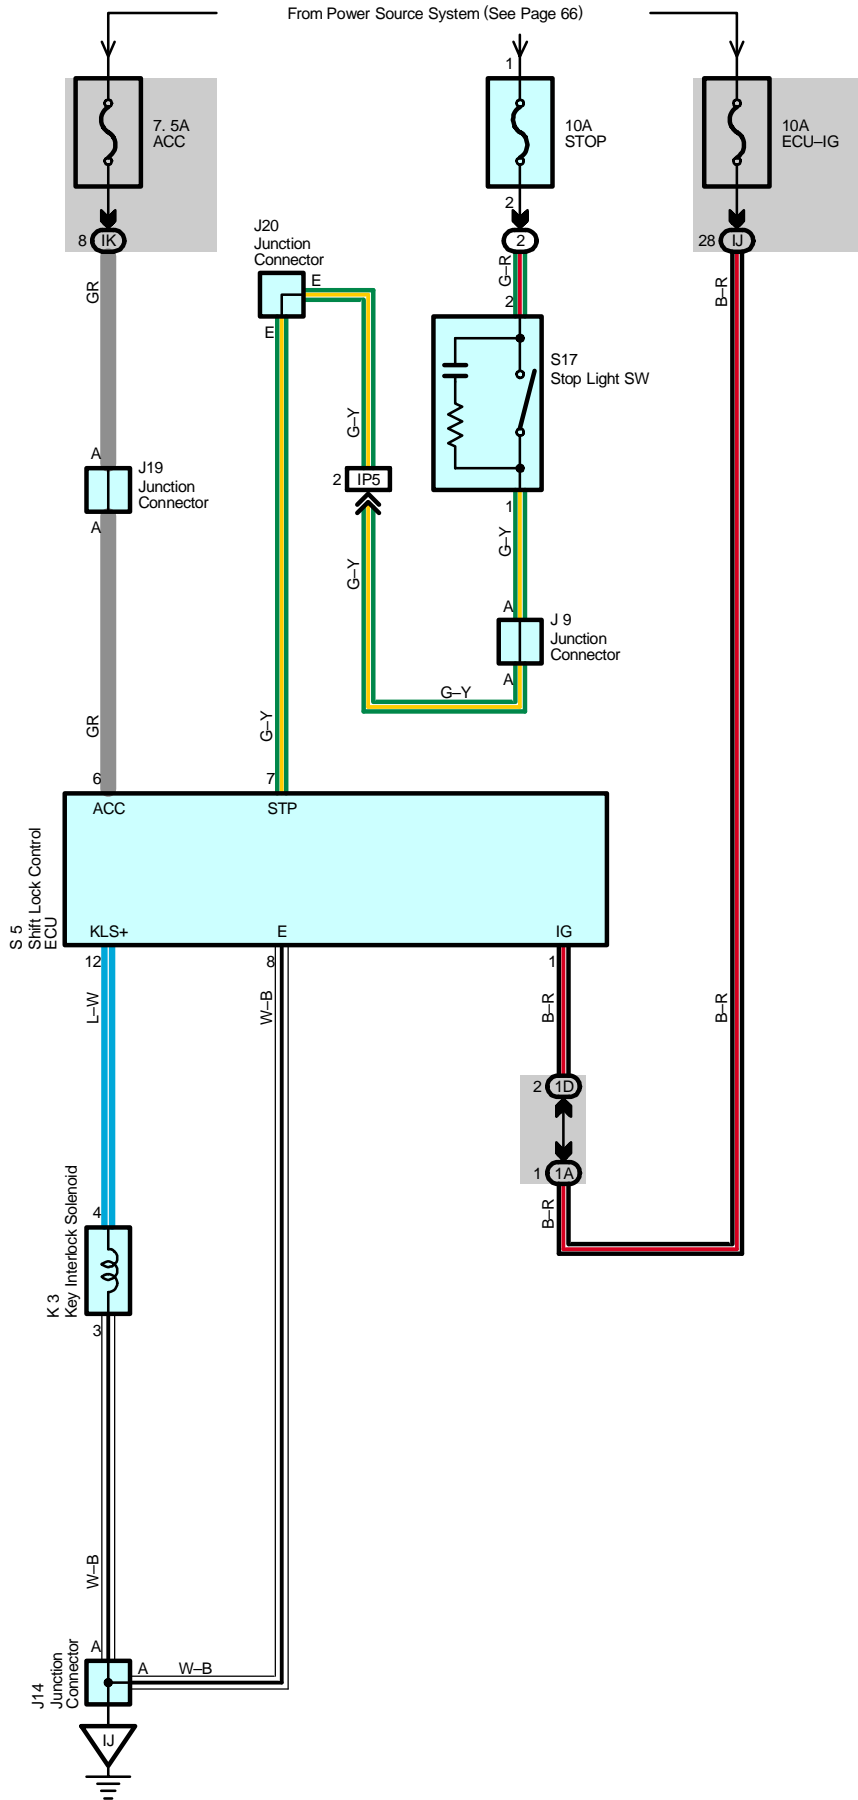 From Power Source System (See Page 66)
1
7. 5A
ACC
10A
STOP
10A
ECU–IG
2
8 IK
2
28 IJ
J20
Junction
Connector
E
E
GR
G–R
B–R
2
S17
Stop Light SW
G–Y
A
J19
Junction
Connector
A
2 IP5
1
G–Y
G–Y
A
J 9
Junction
Connector
A
G–Y
GR
G–Y
6
7
ACC
STP
S 5
Shift Lock Control
ECU
KLS+
E
IG
12
8
1
L–W
W–B
B–R
B–R
2 1D
1 1A
B–R
4
K 3
Key Interlock Solenoid
3
W–B
A
A
W–B
J14
Junction
Connector
IJ